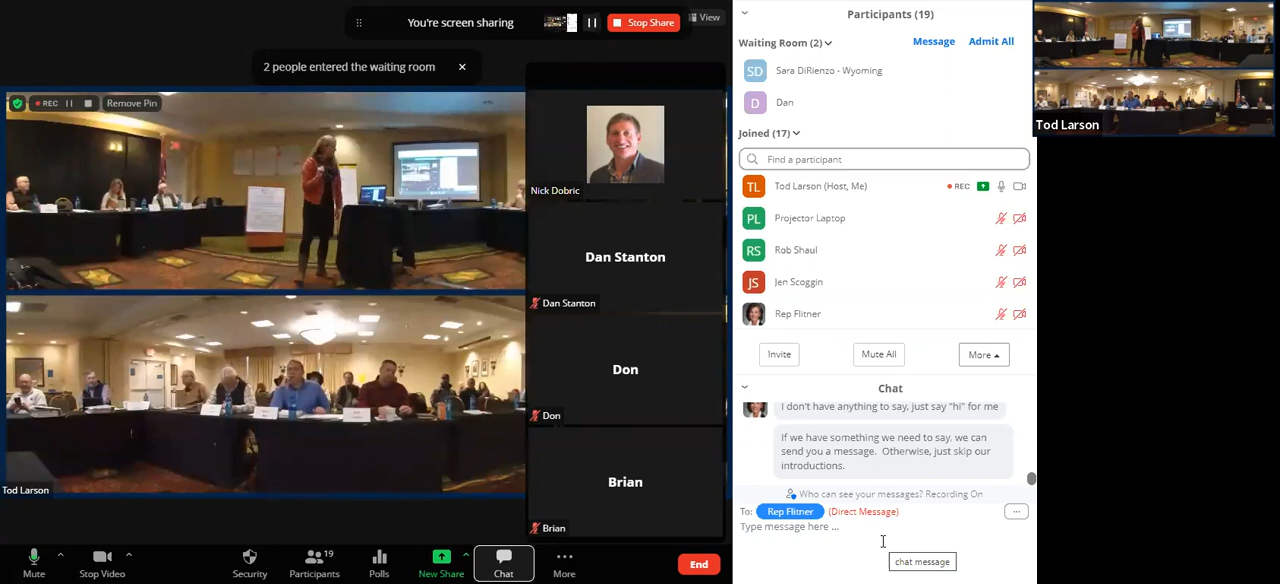 You're screen sharing
Stop Share
View
2 people entered the waiting room
REC
Remove Pin
Nick Dobric
Dan Stanton
Dan Stanton
Don
Don
Brian
Brian
Tod Larson
Mute
Stop Video
Security
19
Participants
Polls
New Share
Chat
More
End
Participants (19)
Waiting Room (2)
Message
Admit All
SD
Sara DiRienzo - Wyoming
D
Dan
Joined (17)
Find a participant
TL
Tod Larson (Host, Me)
REC
PL
Projector Laptop
RS
Rob Shaul
JS
Jen Scoggin
Rep Flitner
Invite
Mute All
More
Chat
I don't have anything to say, just say "hi" for me
If we have something we need to say, we can
send you a message. Otherwise, just skip our
introductions.
Who can see your messages? Recording On
To: Rep Flitner (Direct Message)
Type message here ...
chat message
Tod Larson